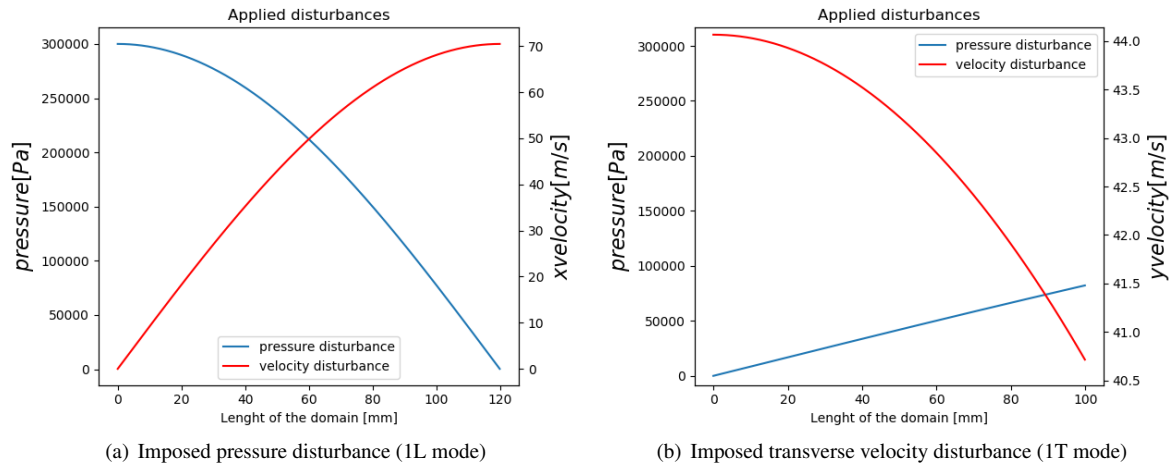 Applied disturbances
300000
250000
200000
150000
100000
50000
0
pressure[Pa]
70
60
50
40
30
20
10
0
xvelocity[m/s]
pressure disturbance
velocity disturbance
0 20 40 60 80 100 120
Lenght of the domain [mm]
(a) Imposed pressure disturbance (1L mode)
Applied disturbances
300000
250000
200000
150000
100000
50000
0
pressure[Pa]
pressure disturbance
velocity disturbance
44.0
43.5
43.0
42.5
42.0
41.5
41.0
40.5
yvelocity[m/s]
0 20 40 60 80 100
Lenght of the domain [mm]
(b) Imposed transverse velocity disturbance (1T mode)